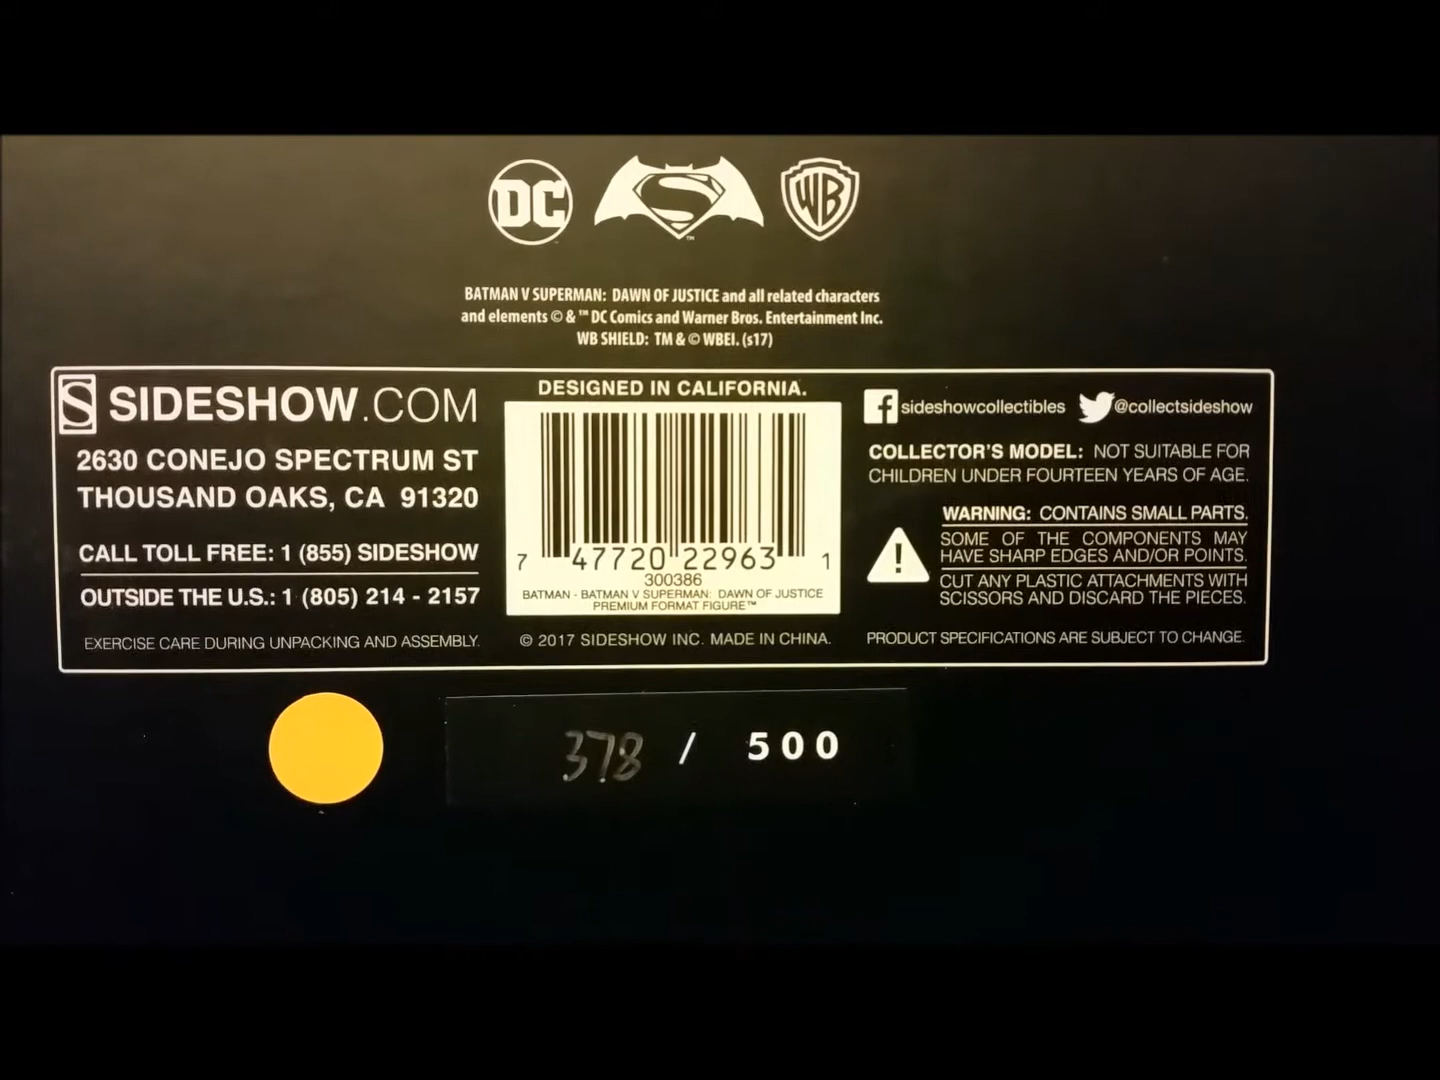 DC
WB
BATMAN V SUPERMAN: DAWN OF JUSTICE and all related characters
and elements © & ™ DC Comics and Warner Bros. Entertainment Inc.
WB SHIELD: TM & © WBEI. (s17)
S SIDESHOW.COM
2630 CONEJO SPECTRUM ST
THOUSAND OAKS, CA 91320
CALL TOLL FREE: 1 (855) SIDESHOW
OUTSIDE THE U.S.: 1 (805) 214 - 2157
EXERCISE CARE DURING UNPACKING AND ASSEMBLY.
DESIGNED IN CALIFORNIA.
7 47720 22963 1
300386
BATMAN - BATMAN V SUPERMAN: DAWN OF JUSTICE
PREMIUM FORMAT FIGURE™
© 2017 SIDESHOW INC. MADE IN CHINA.
f sideshowcollectibles @collectsideshow
COLLECTOR'S MODEL: NOT SUITABLE FOR
CHILDREN UNDER FOURTEEN YEARS OF AGE.
WARNING: CONTAINS SMALL PARTS.
SOME OF THE COMPONENTS MAY
HAVE SHARP EDGES AND/OR POINTS.
CUT ANY PLASTIC ATTACHMENTS WITH
SCISSORS AND DISCARD THE PIECES.
PRODUCT SPECIFICATIONS ARE SUBJECT TO CHANGE.
378 / 500